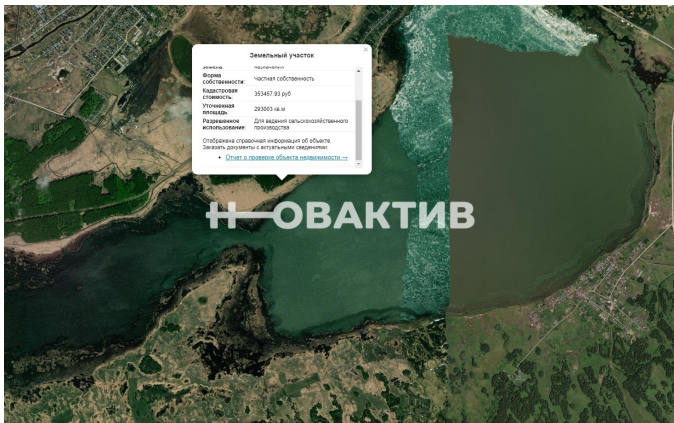 Земельный участок
Форма собственности: Частная собственность
Кадастровая стоимость: 353457.93 руб
Уточненная площадь: 293003 кв.м
Разрешенное использование: Для ведения сельскохозяйственного производства
Отображена справочная информация об объекте.
Заказать документы с актуальными сведениями:
• Отчет о проверке объекта недвижимости →
НОВАКТИВ